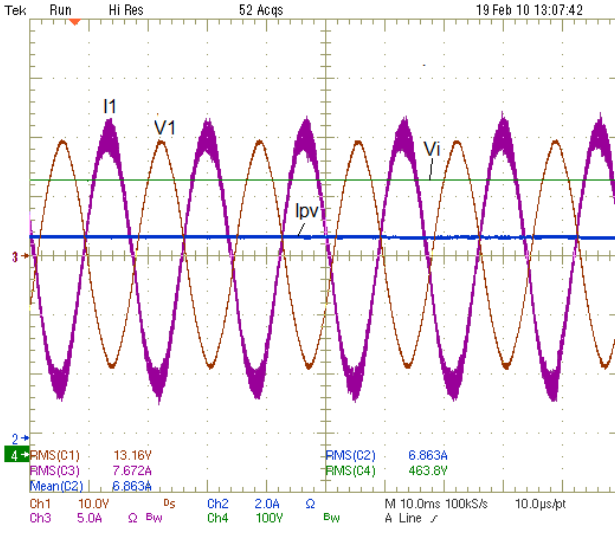 Tek Run Hi Res 52 Acqs 19 Feb 10 13:07:42
I1
V1
Vi
Ipv
3
2
4
RMS(C1) 13.16V RMS(C2) 6.863A
RMS(C3) 7.672A RMS(C4) 463.8V
Mean(C2) 6.863A
Ch1 10.0V Ds Ch2 2.0A Ω M 10.0ms 100kS/s 10.0µs/pt
Ch3 5.0A Ω Bw Ch4 100V Bw A Line /